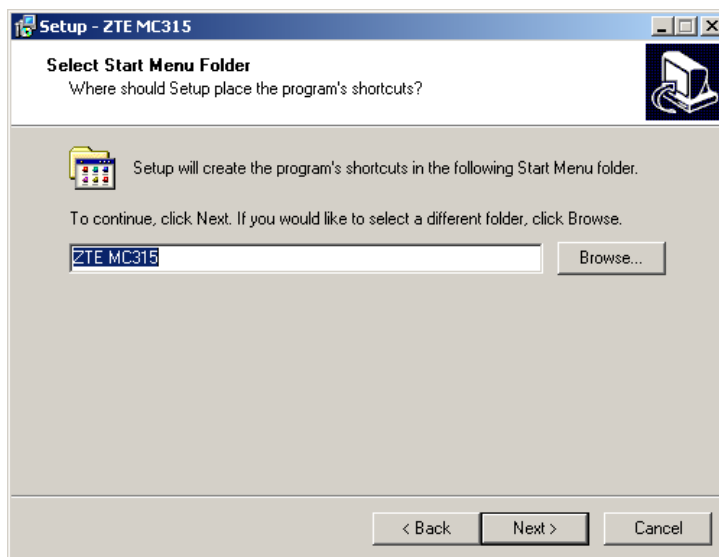 Setup - ZTE MC315
Select Start Menu Folder
Where should Setup place the program's shortcuts?
Setup will create the program's shortcuts in the following Start Menu folder.
To continue, click Next. If you would like to select a different folder, click Browse.
ZTE MC315
Browse...
< Back
Next >
Cancel